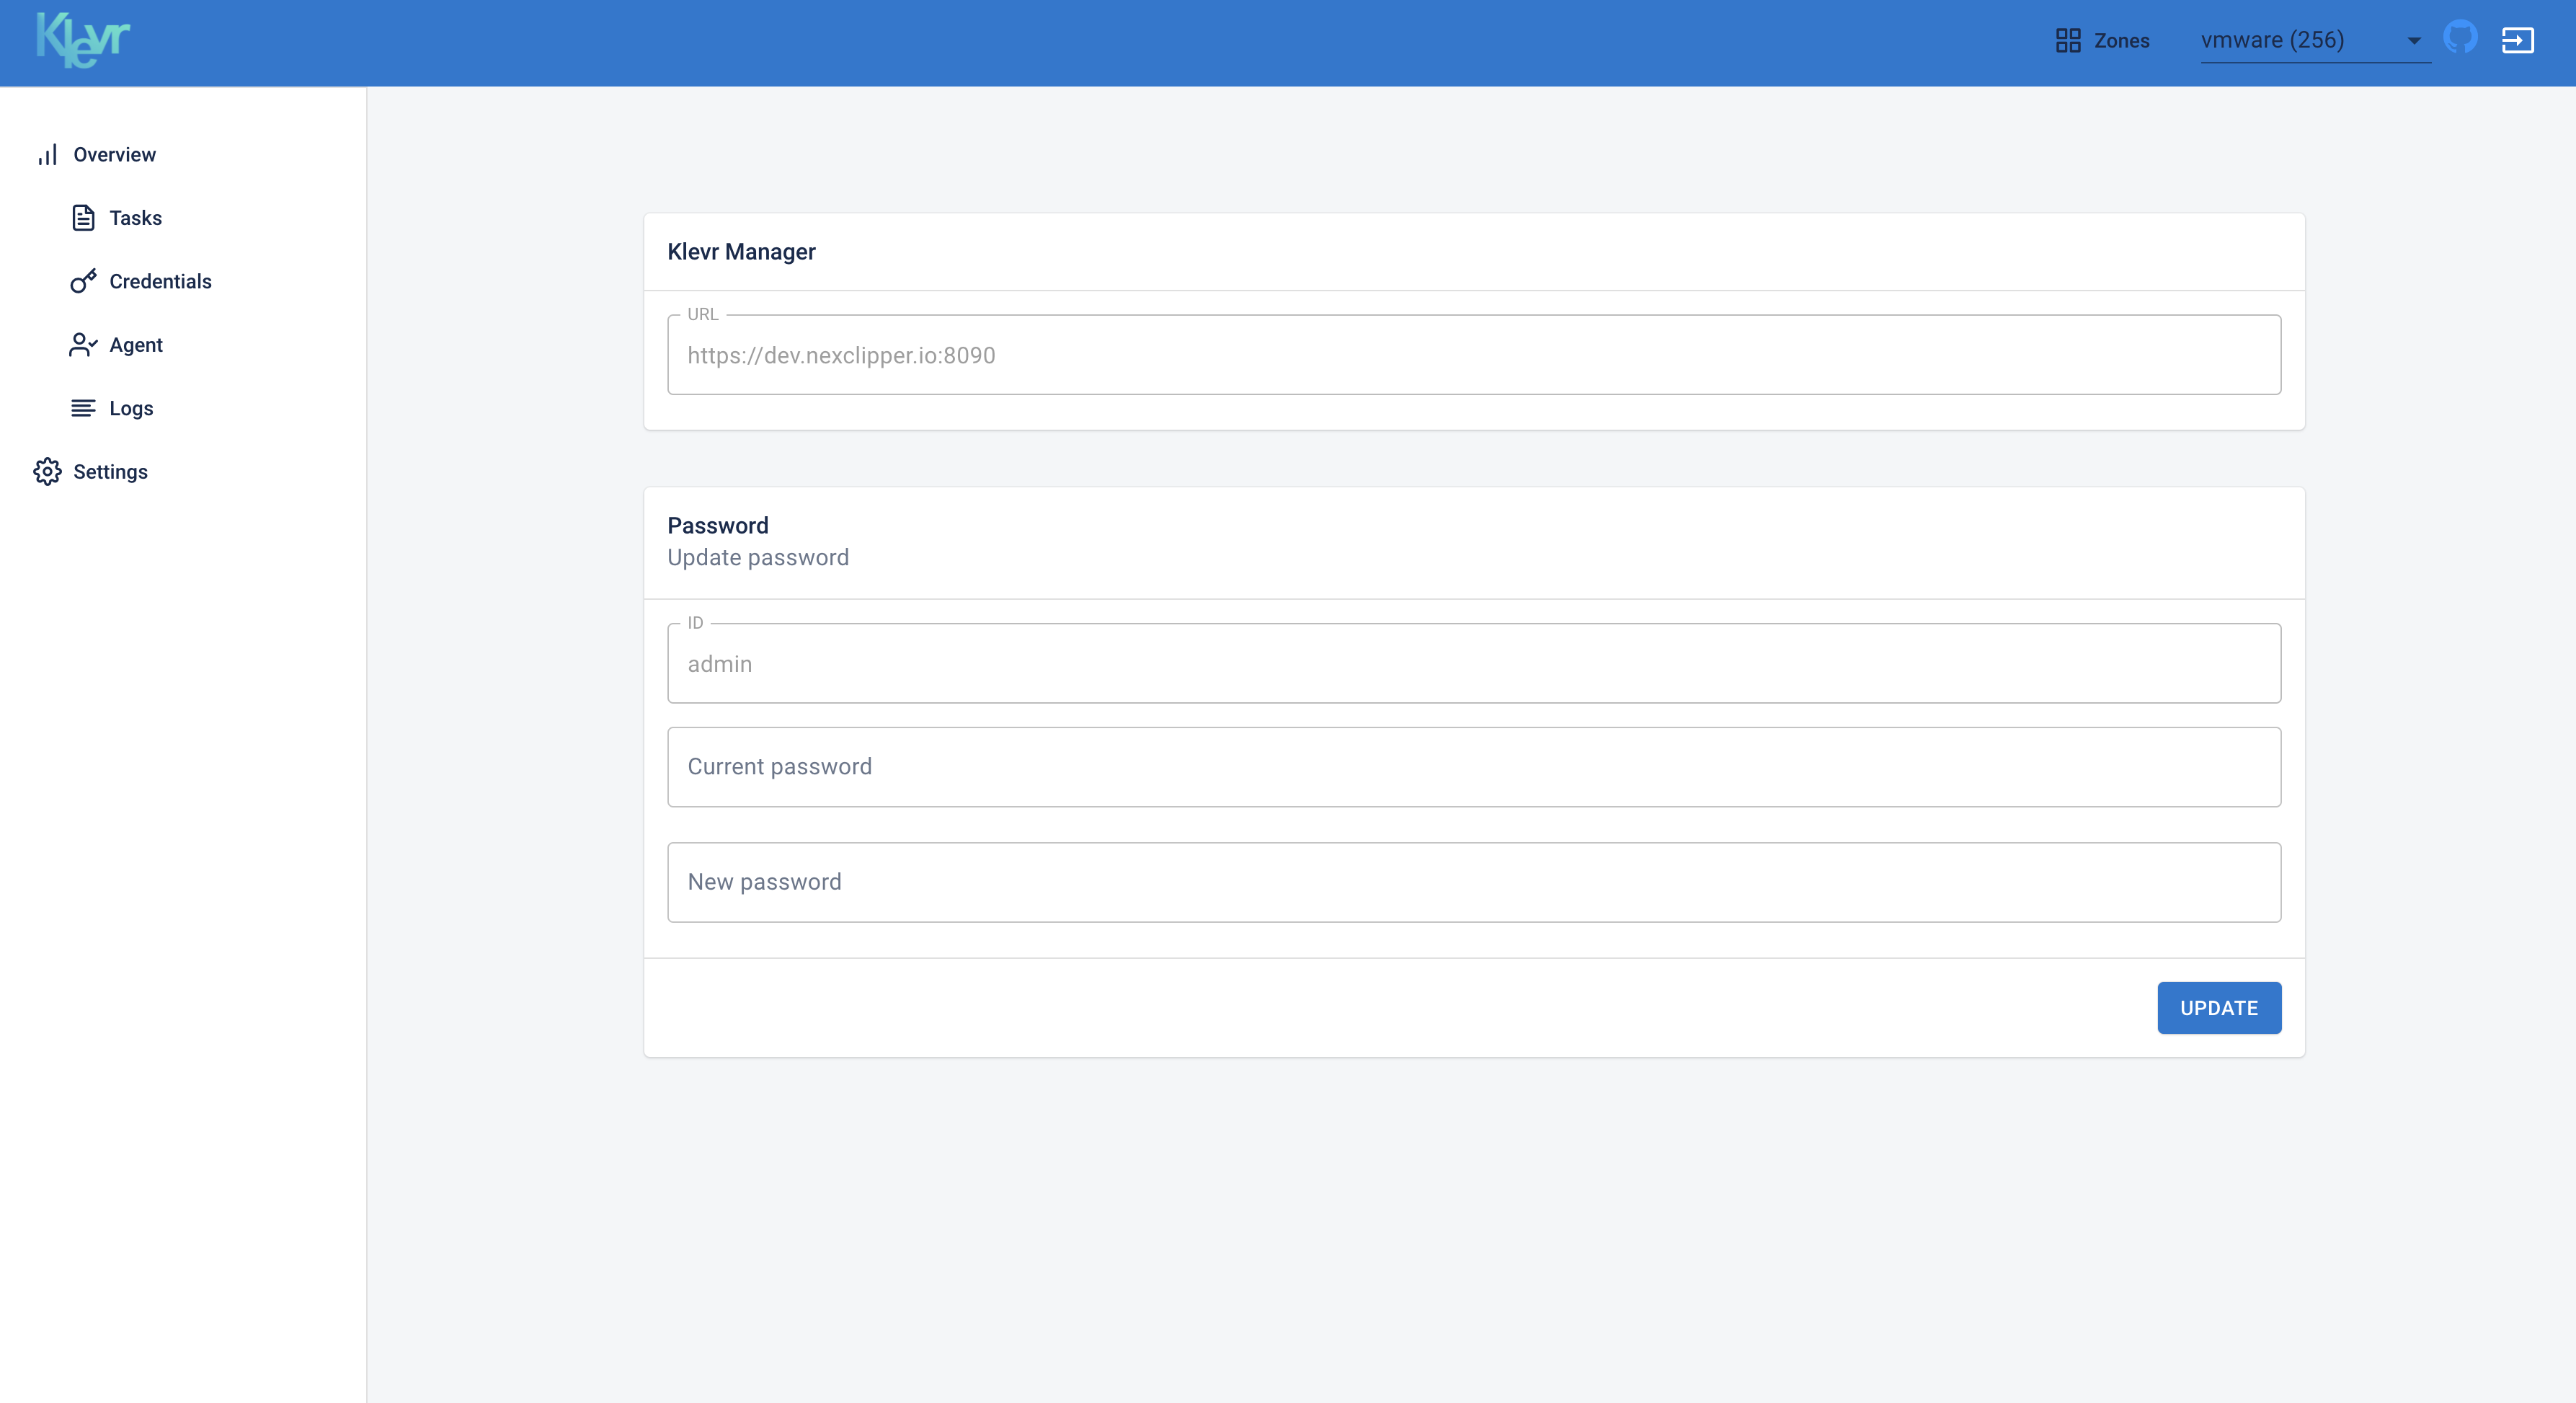 Klevr
Zones
vmware (256)
Overview
Tasks
Credentials
Agent
Logs
Settings
Klevr Manager
URL
https://dev.nexclipper.io:8090
Password
Update password
ID
admin
Current password
New password
UPDATE